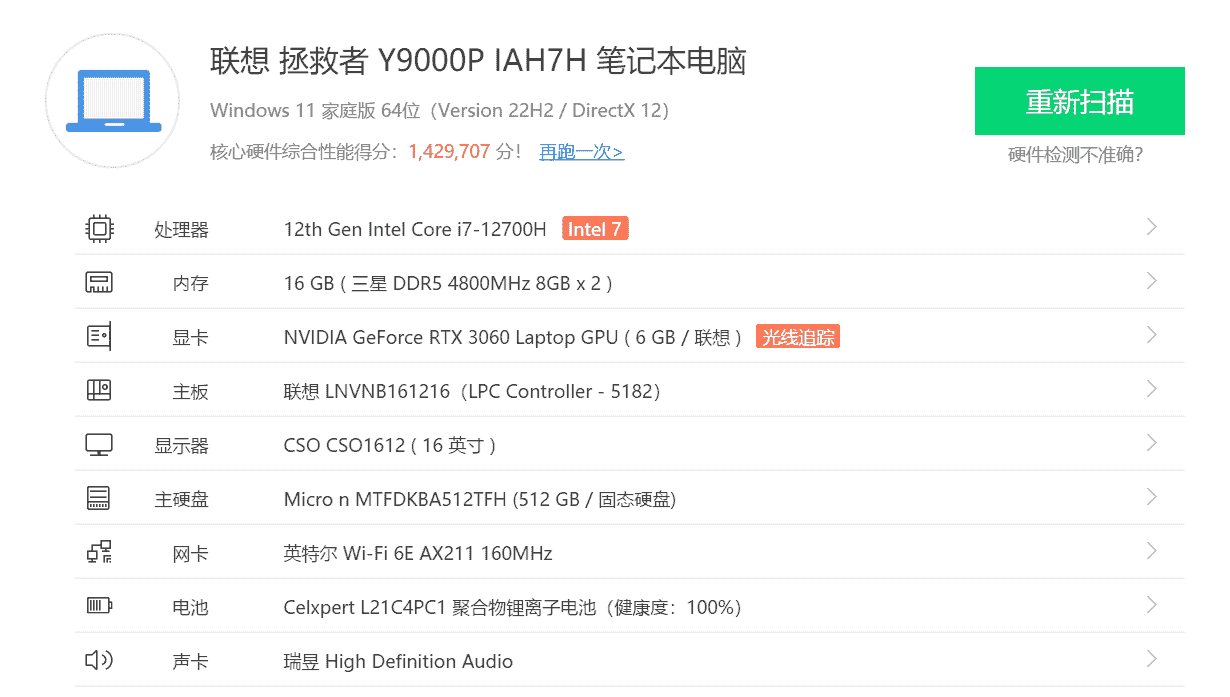 联想 拯救者 Y9000P IAH7H 笔记本电脑
Windows 11 家庭版 64位（Version 22H2 / DirectX 12）
核心硬件综合性能得分：1,429,707 分！ 再跑一次>
重新扫描
硬件检测不准确？
处理器 12th Gen Intel Core i7-12700H Intel 7
内存 16 GB ( 三星 DDR5 4800MHz 8GB x 2 )
显卡 NVIDIA GeForce RTX 3060 Laptop GPU ( 6 GB / 联想 ) 光线追踪
主板 联想 LNVNB161216（LPC Controller - 5182）
显示器 CSO CSO1612 ( 16 英寸 )
主硬盘 Micro n MTFDKBA512TFH (512 GB / 固态硬盘)
网卡 英特尔 Wi-Fi 6E AX211 160MHz
电池 Celxpert L21C4PC1 聚合物锂离子电池（健康度：100%）
声卡 瑞昱 High Definition Audio